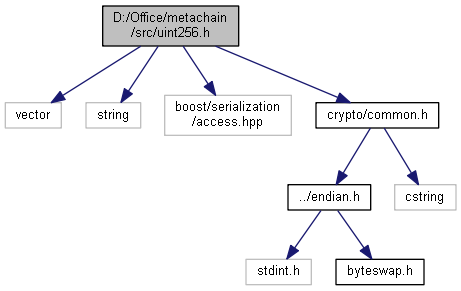 D:/Office/metachain
/src/uint256.h
vector
string
boost/serialization
/access.hpp
crypto/common.h
../endian.h
cstring
stdint.h
byteswap.h